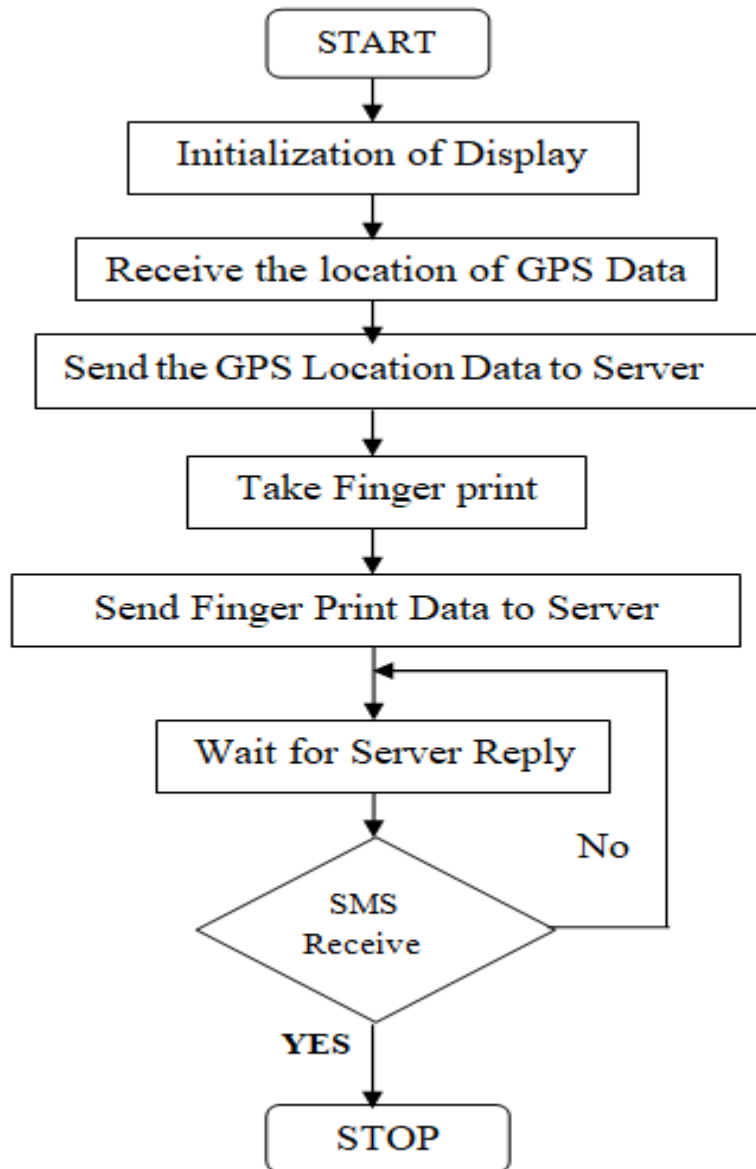 START
Initialization of Display
Receive the location of GPS Data
Send the GPS Location Data to Server
Take Finger print
Send Finger Print Data to Server
Wait for Server Reply
No
SMS
Receive
YES
STOP